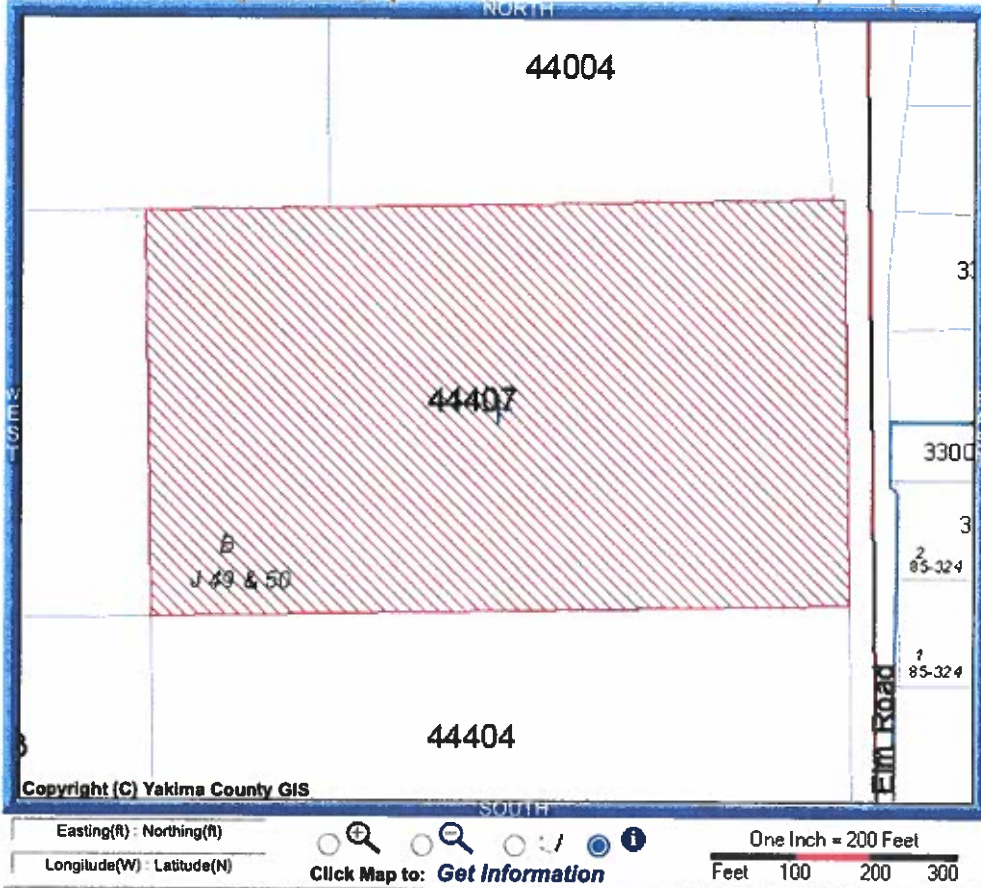 NORTH
44004
WEST
44407
3300
B
J 49 & 50
2
85-324
1
85-324
Elm Road
44404
Copyright (C) Yakima County GIS
SOUTH
Easting(ft) : Northing(ft)
Longitude(W) : Latitude(N)
Click Map to: Get Information
One Inch = 200 Feet
Feet 100 200 300